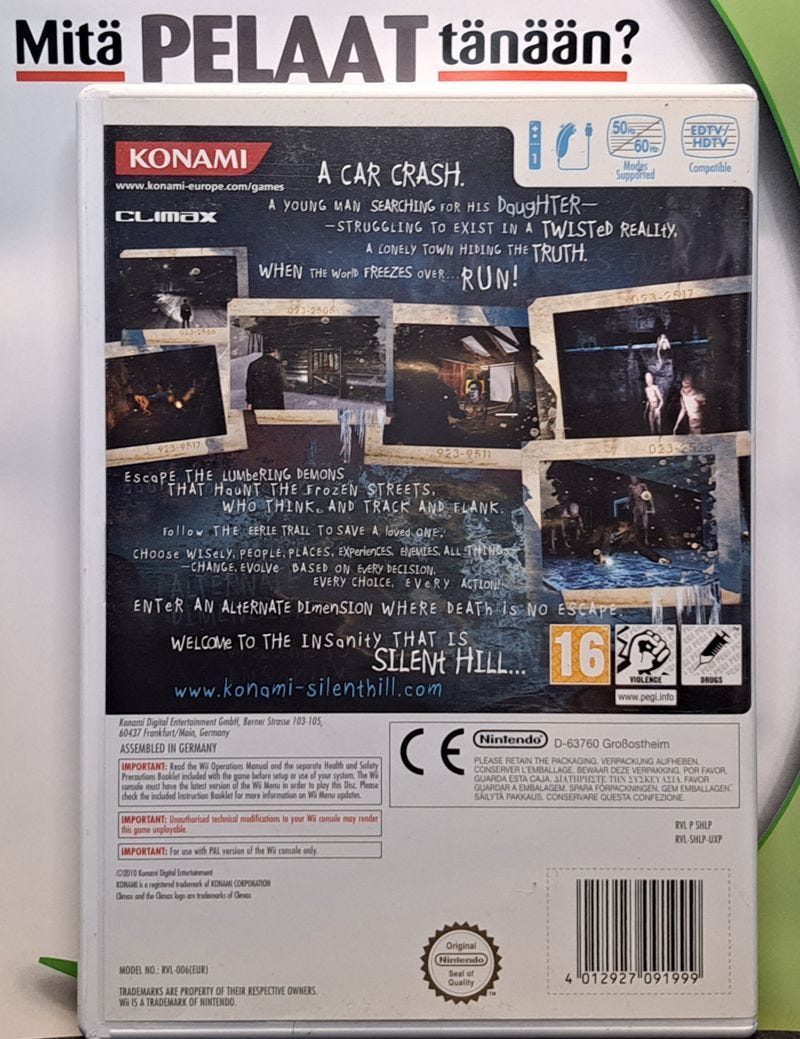 Mitä PELAAT tänään?
KONAMI
www.konami-europe.com/games
CLIMAX
1
50Hz
60Hz
Modes
Supported
EDTV/
HDTV
Compatible
A CAR CRASH.
A YOUNG MAN SEARCHING FOR HIS DAUGHTER—
—STRUGGLING TO EXIST IN A TWISTED REALITY.
A LONELY TOWN HIDING THE TRUTH.
WHEN THE WORLD FREEZES OVER... RUN!
023-2505
023-2517
923-9517
923-9511
023-2526
ESCAPE THE LUMBERING DEMONS
THAT HAUNT THE FROZEN STREETS,
WHO THINK, AND TRACK AND FLANK.
FOLLOW THE EERIE TRAIL TO SAVE A LOVED ONE.
CHOOSE WISELY, PEOPLE, PLACES, EXPERIENCES, ENEMIES, ALL THINGS
—CHANGE, EVOLVE BASED ON EVERY DECISION,
EVERY CHOICE, EVERY ACTION!
ENTER AN ALTERNATE DIMENSION WHERE DEATH IS NO ESCAPE.
WELCOME TO THE INSANITY THAT IS
SILENT HILL...
www.konami-silenthill.com
16
VIOLENCE
DRUGS
www.pegi.info
Konami Digital Entertainment GmbH, Berner Strasse 103-105,
60437 Frankfurt/Main, Germany
ASSEMBLED IN GERMANY
IMPORTANT: Read the Wii Operations Manual and the separate Health and Safety
Precautions Booklet included with the game before setup or use of your system. The Wii
console must have the latest version of the Wii Menu in order to play this Disc. Please
check the included Instruction Booklet for more information on Wii Menu updates.
IMPORTANT: Unauthorised technical modifications to your Wii console may render
this game unplayable.
IMPORTANT: For use with PAL version of the Wii console only.
CE
Nintendo D-63760 Großostheim
PLEASE RETAIN THE PACKAGING. VERPACKUNG AUFHEBEN.
CONSERVER L'EMBALLAGE. BEWAAR DEZE VERPAKKING. POR FAVOR,
GUARDA ESTA CAJA. ΔΙΑΤΗΡΗΣΤΕ ΤΗΝ ΣΥΣΚΕΥΑΣΙΑ. FAVOR
GUARDAR A EMBALAGEM. SPARA FÖRPACKNINGEN. GEM EMBALLAGEN.
SÄILYTÄ PAKKAUS. CONSERVARE QUESTA CONFEZIONE.
RVL P SHLP
RVL-SHLP-UXP
©2010 Konami Digital Entertainment
KONAMI is a registered trademark of KONAMI CORPORATION
Climax and the Climax logo are trademarks of Climax.
Original
Nintendo
Seal of
Quality
TM
4 012927 091999
MODEL NO.: RVL-006(EUR)
TRADEMARKS ARE PROPERTY OF THEIR RESPECTIVE OWNERS.
Wii IS A TRADEMARK OF NINTENDO.